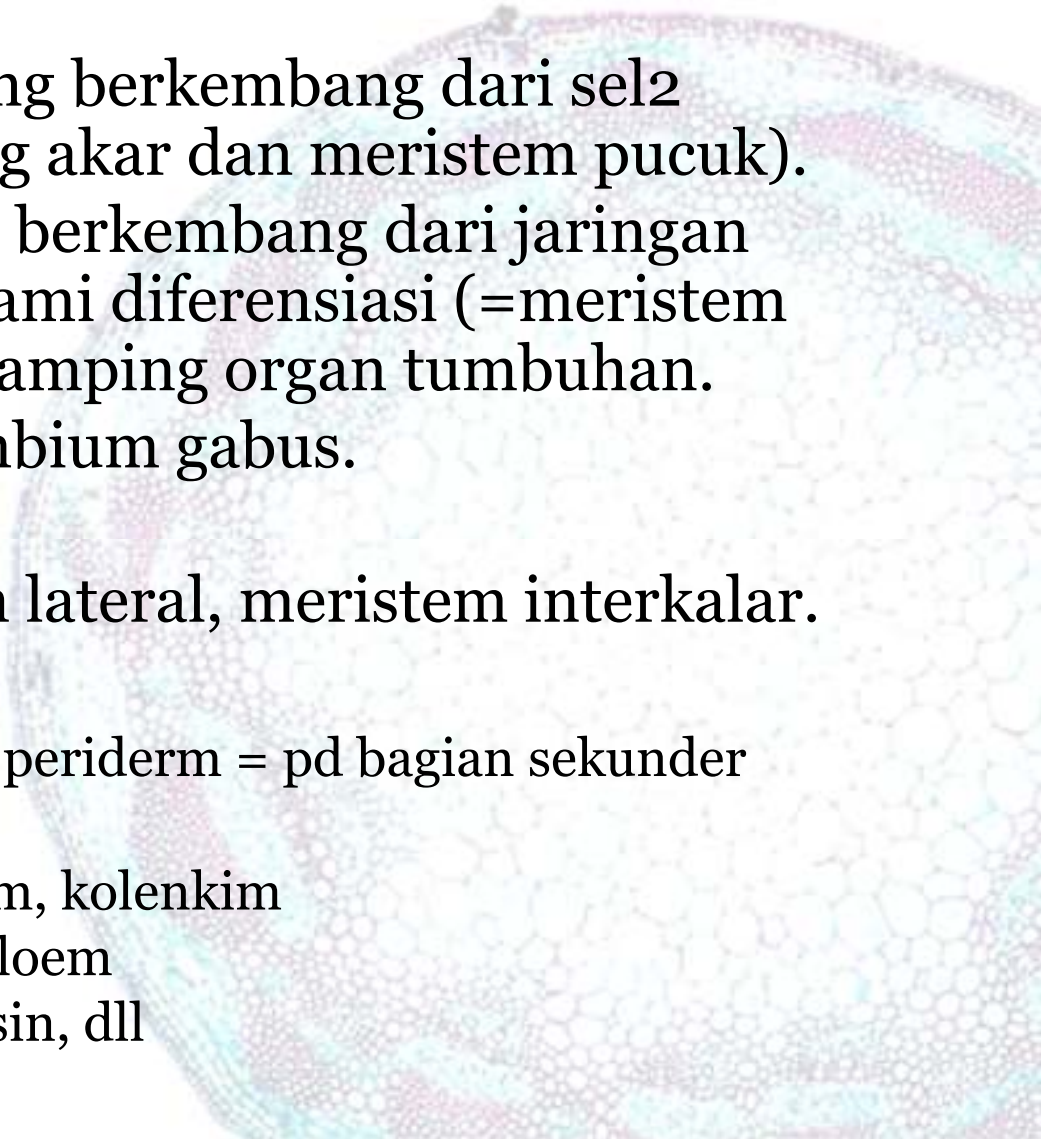 ng berkembang dari sel2
g akar dan meristem pucuk).
berkembang dari jaringan
ami diferensiasi (=meristem
amping organ tumbuhan.
nbium gabus.
lateral, meristem interkalar.
periderm = pd bagian sekunder
m, kolenkim
loem
sin, dll